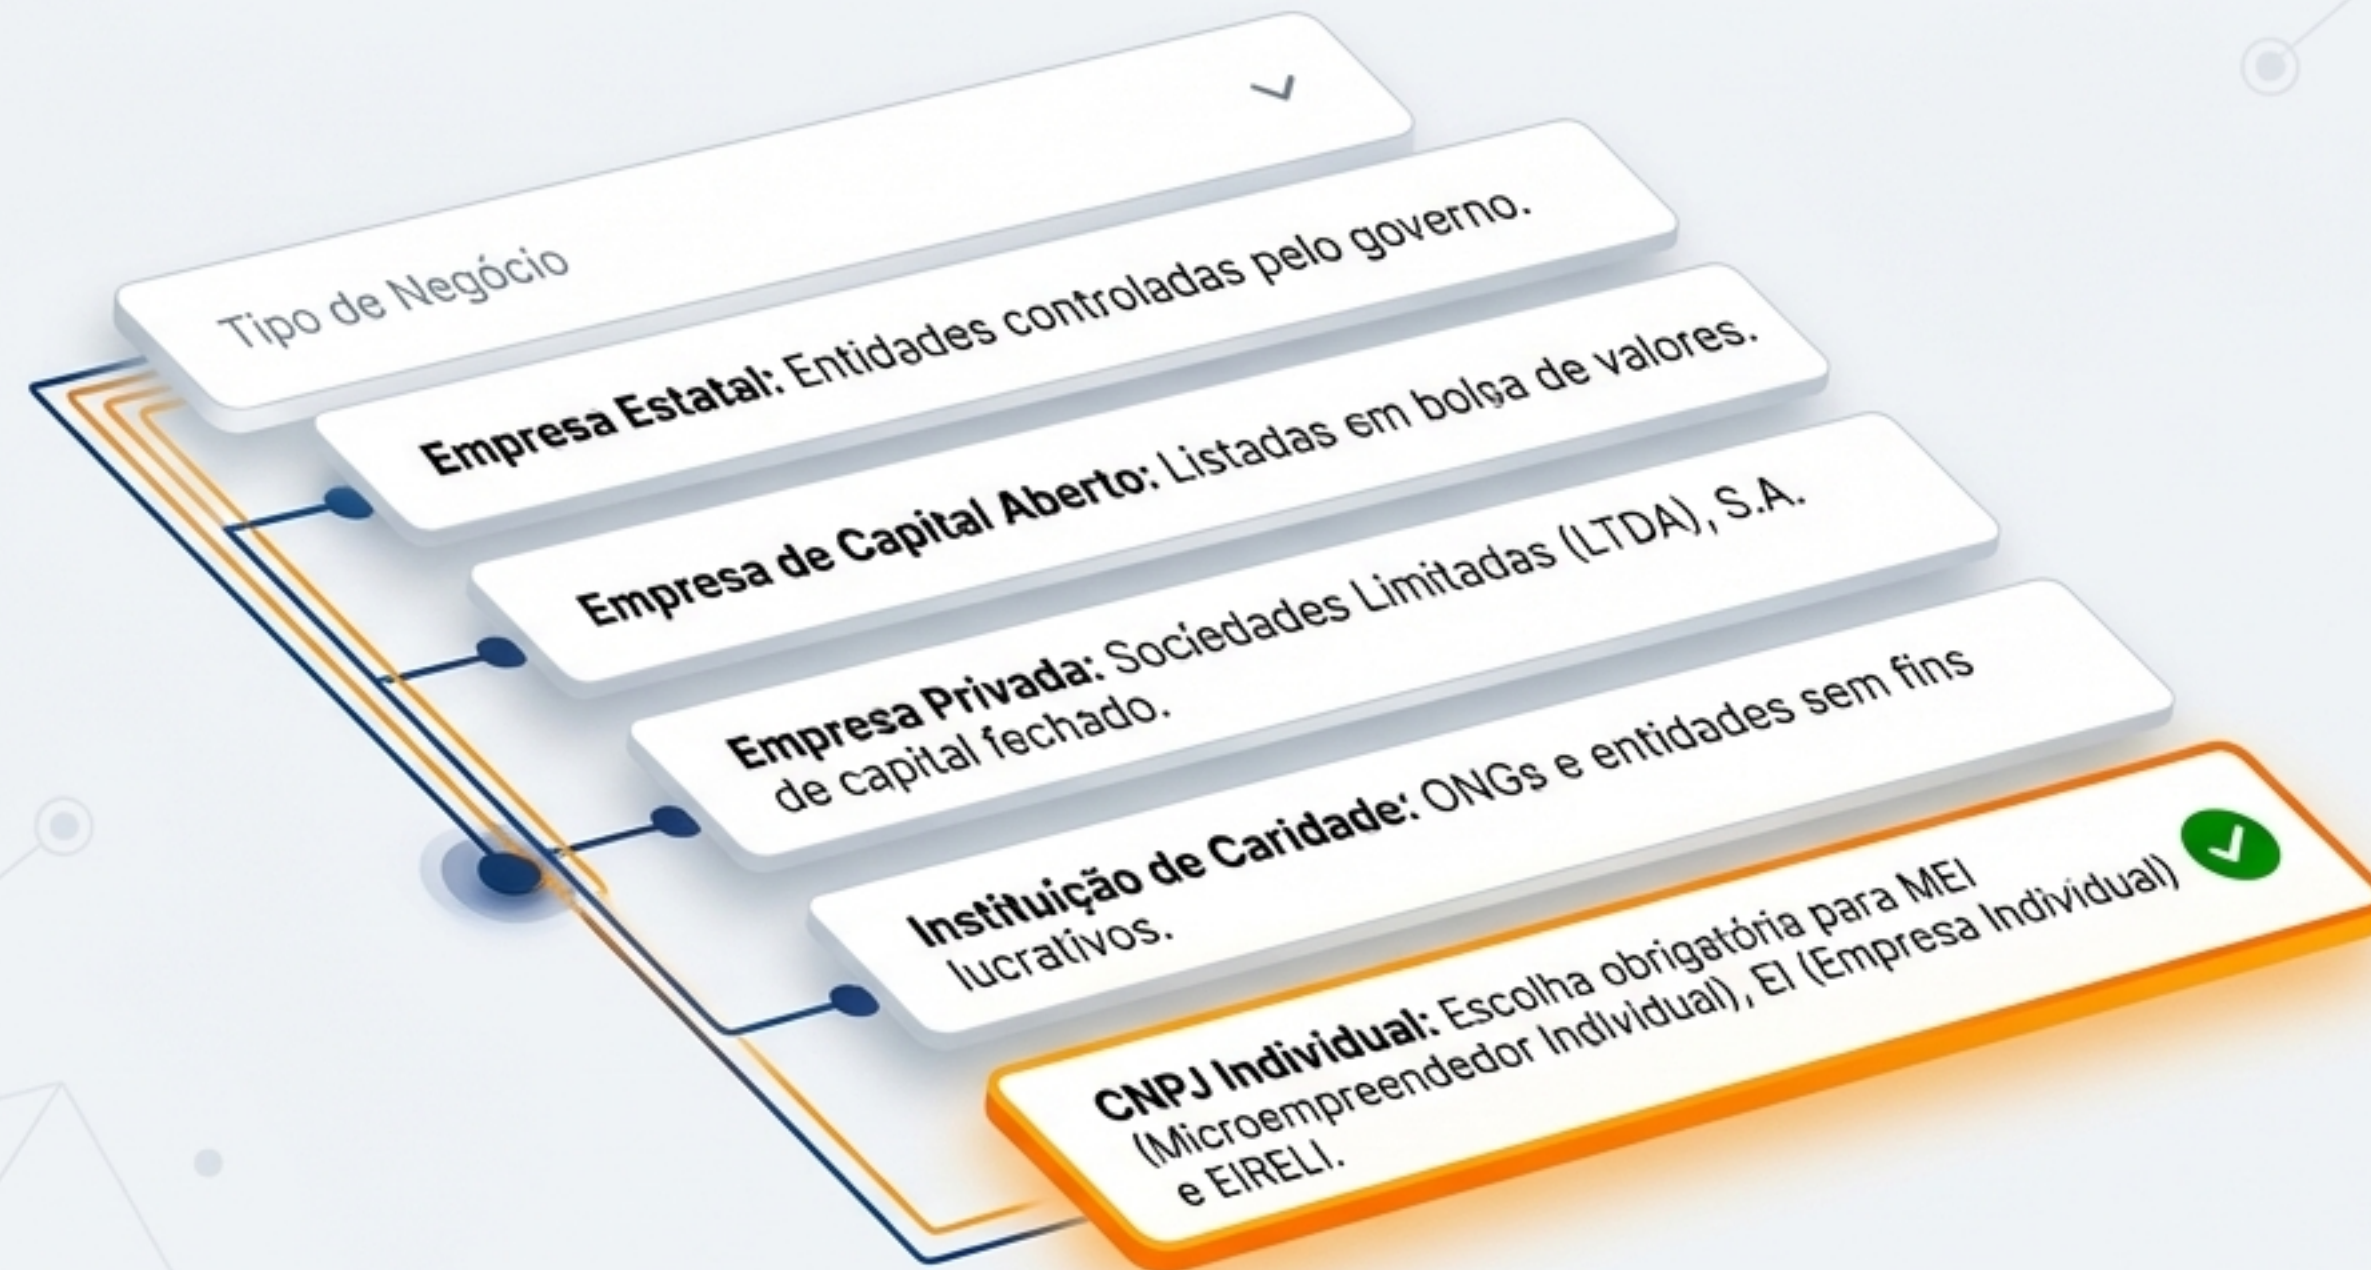 Tipo de Negócio
Empresa Estatal: Entidades controladas pelo governo.
Empresa de Capital Aberto: Listadas em bolça de valores.
Empresa Privada: Sociedades Limitadas (LTDA), S.A.
de capital fechado.
Instituição de Caridade: ONGs e entidades sem fins
lucrativos.
CNPJ Individual: Escolha obrigatória para MEI
(Microempreendedor Individual), EI (Empresa Individual)
e EIRELI.